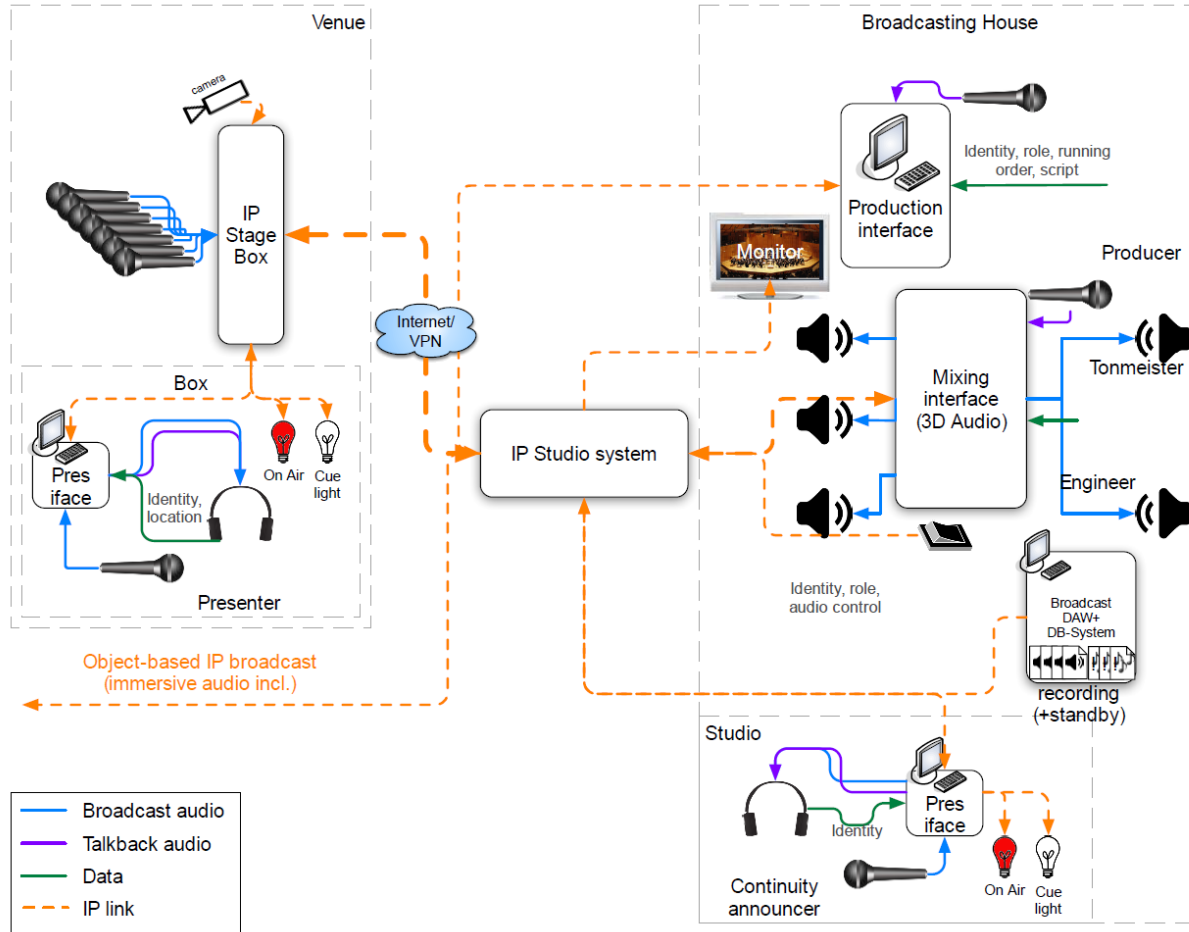 Venue
Broadcasting House
camera
IP
Stage
Box
Identity, role, running
order, script
Production
interface
Monitor
Producer
Internet/
VPN
Mixing
interface
(3D Audio)
Tonmeister
Box
Pres
iface
Identity,
location
On Air
Cue
light
Presenter
IP Studio system
Engineer
Identity, role,
audio control
Broadcast
DAW+
DB-System
recording
(+standby)
Object-based IP broadcast
(immersive audio incl.)
Studio
Pres
iface
Identity
On Air
Cue
light
Continuity
announcer
Broadcast audio
Talkback audio
Data
IP link